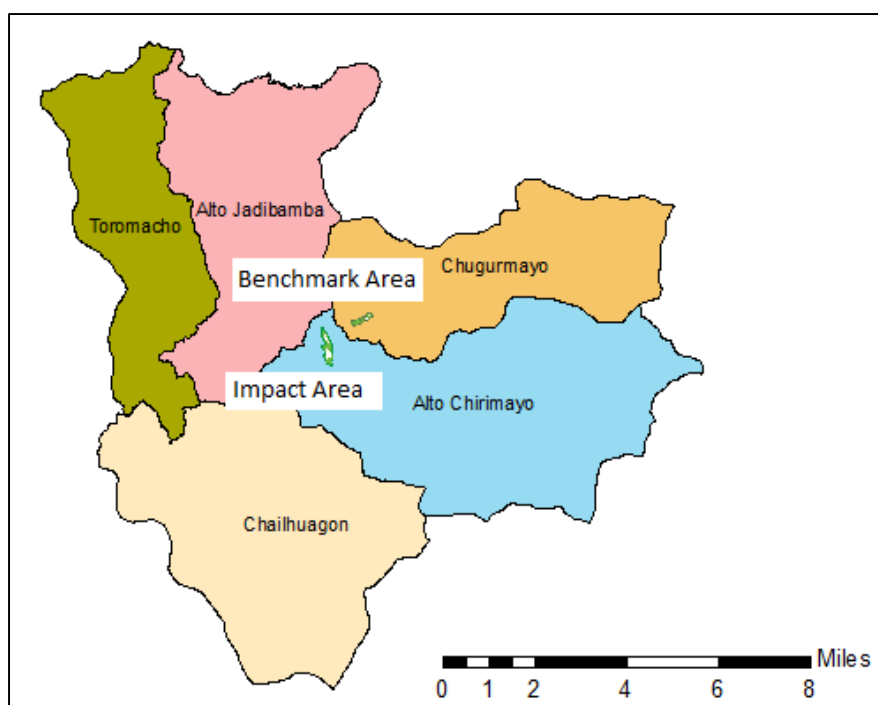 Toromacho
Alto Jadibamba
Benchmark Area
Chugurmayo
Impact Area
Alto Chirimayo
Chailhuagon
Miles
0 1 2 4 6 8